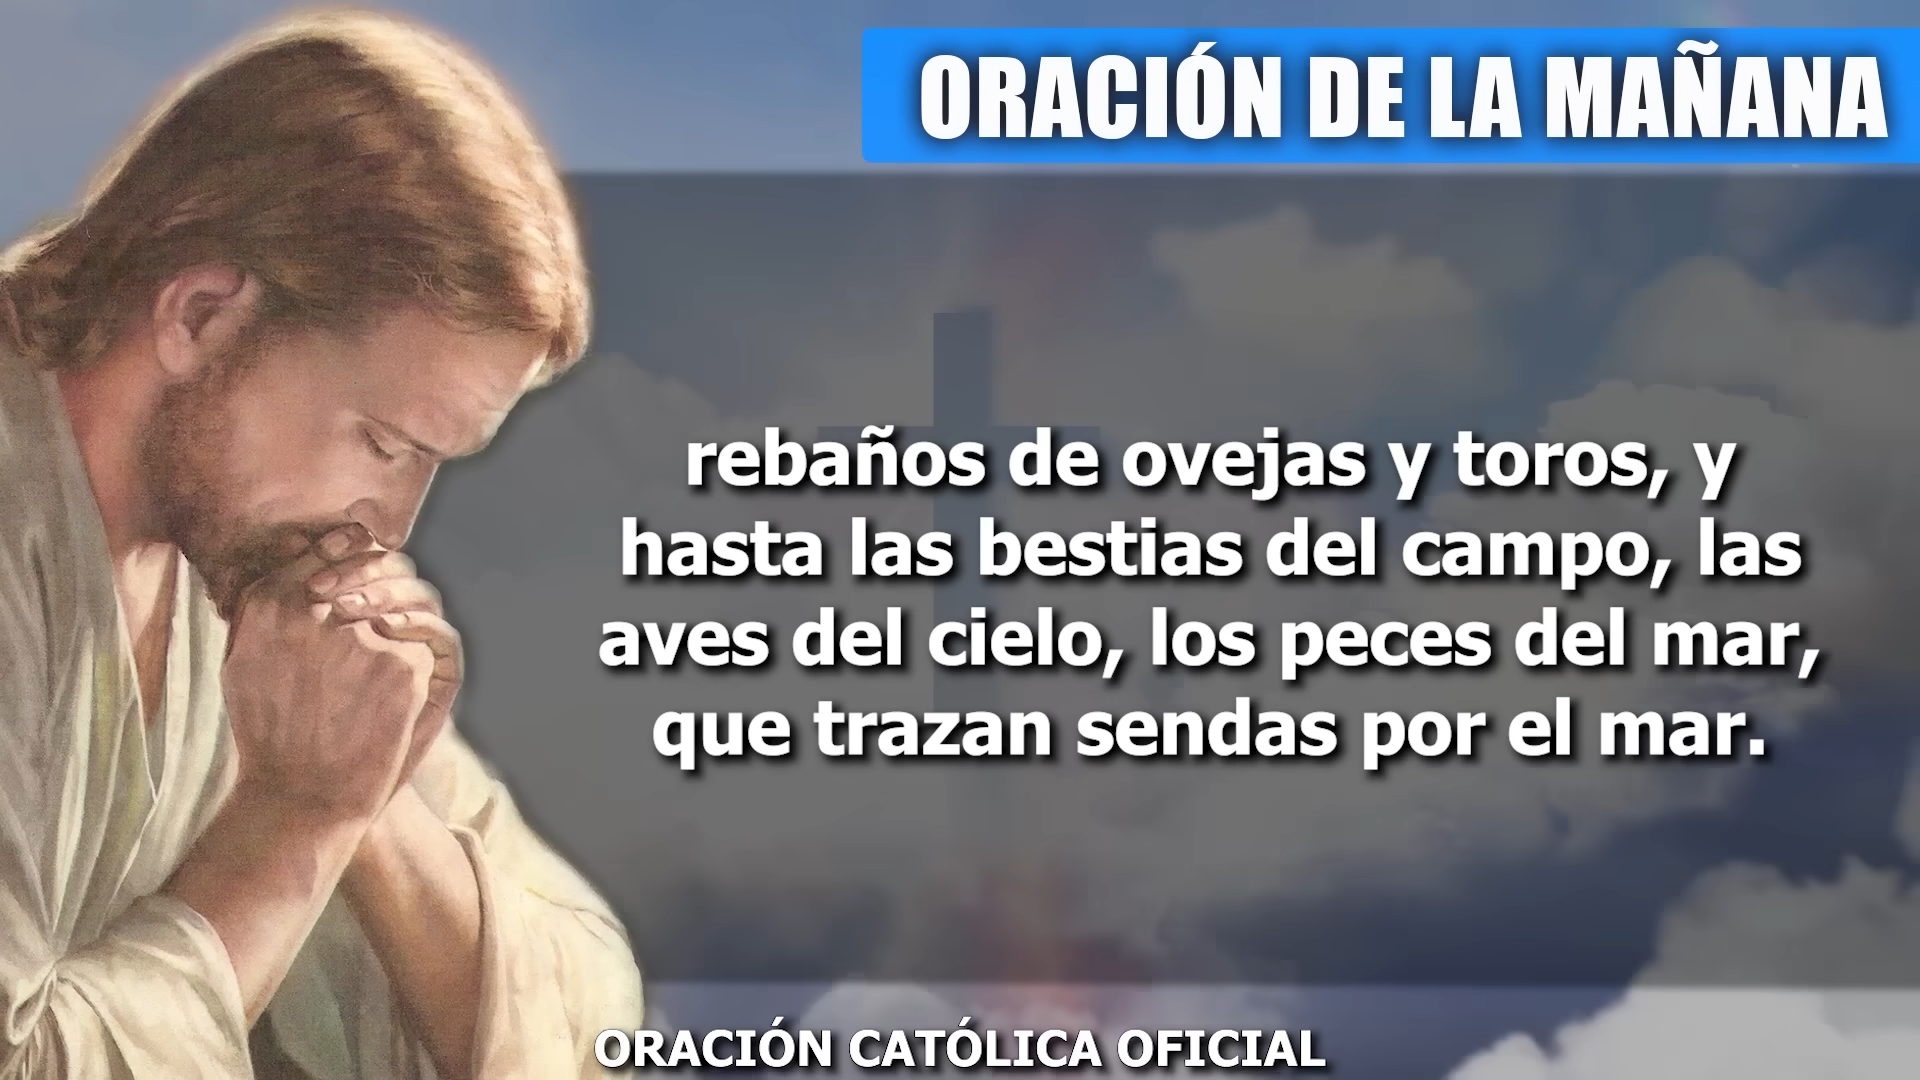 ORACIÓN DE LA MAÑANA
rebaños de ovejas y toros, y
hasta las bestias del campo, las
aves del cielo, los peces del mar,
que trazan sendas por el mar.
ORACIÓN CATÓLICA OFICIAL